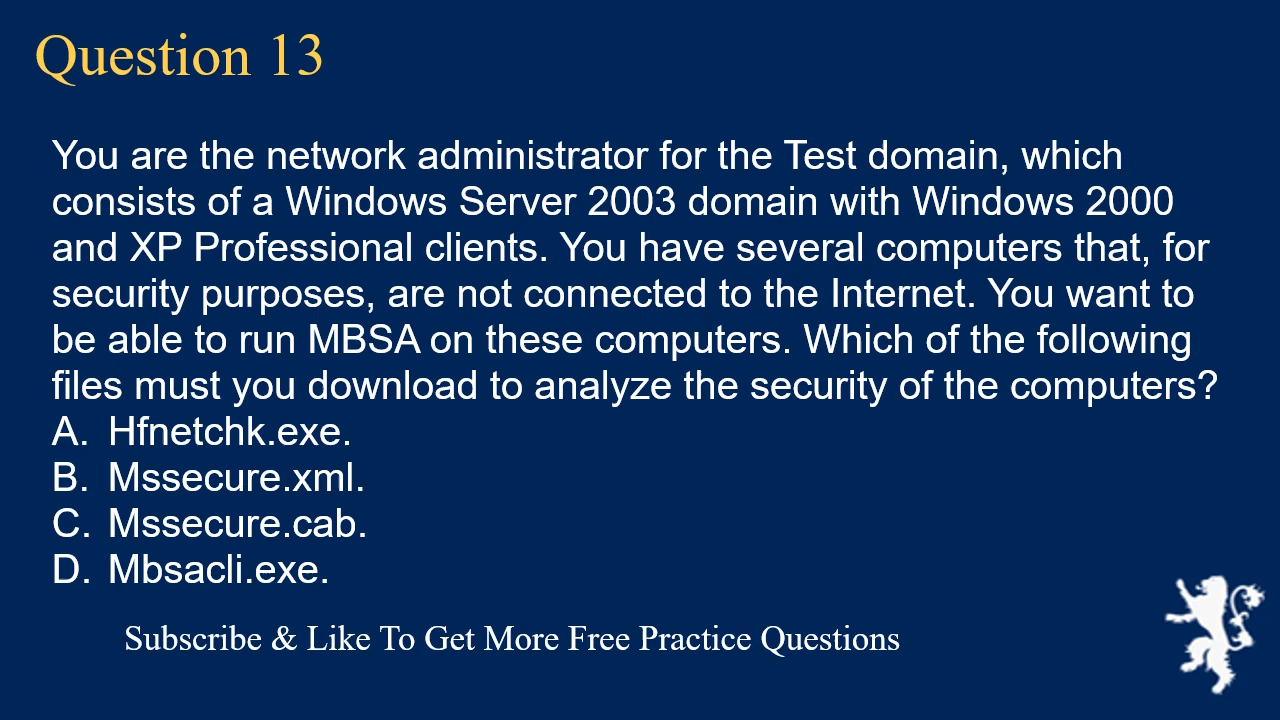 Question 13
You are the network administrator for the Test domain, which
consists of a Windows Server 2003 domain with Windows 2000
and XP Professional clients. You have several computers that, for
security purposes, are not connected to the Internet. You want to
be able to run MBSA on these computers. Which of the following
files must you download to analyze the security of the computers?
A. Hfnetchk.exe.
B. Mssecure.xml.
C. Mssecure.cab.
D. Mbsacli.exe.
Subscribe & Like To Get More Free Practice Questions